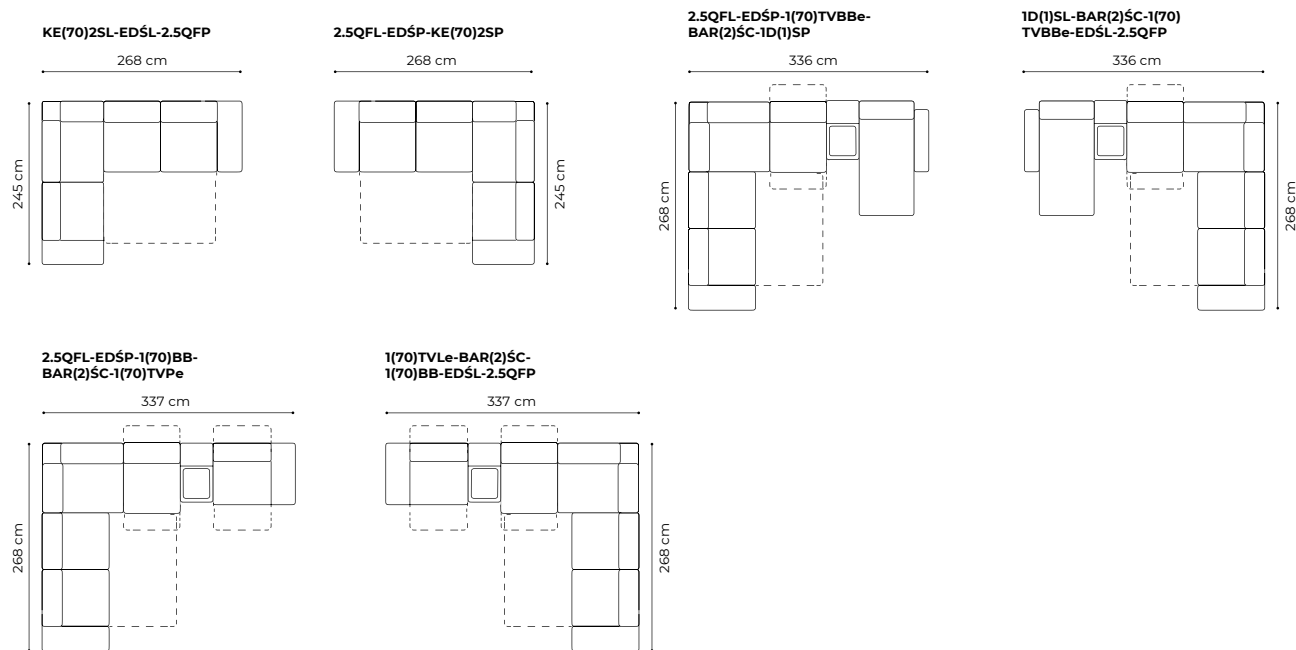 KE(70)2SL-EDŚL-2.5QFP
268 cm
245 cm
2.5QFL-EDŚP-KE(70)2SP
268 cm
245 cm
2.5QFL-EDŚP-1(70)TVBBe-
BAR(2)ŚC-1D(1)SP
336 cm
268 cm
1D(1)SL-BAR(2)ŚC-1(70)
TVBBe-EDŚL-2.5QFP
336 cm
268 cm
2.5QFL-EDŚP-1(70)BB-
BAR(2)ŚC-1(70)TVPe
337 cm
268 cm
1(70)TVLe-BAR(2)ŚC-
1(70)BB-EDŚL-2.5QFP
337 cm
268 cm